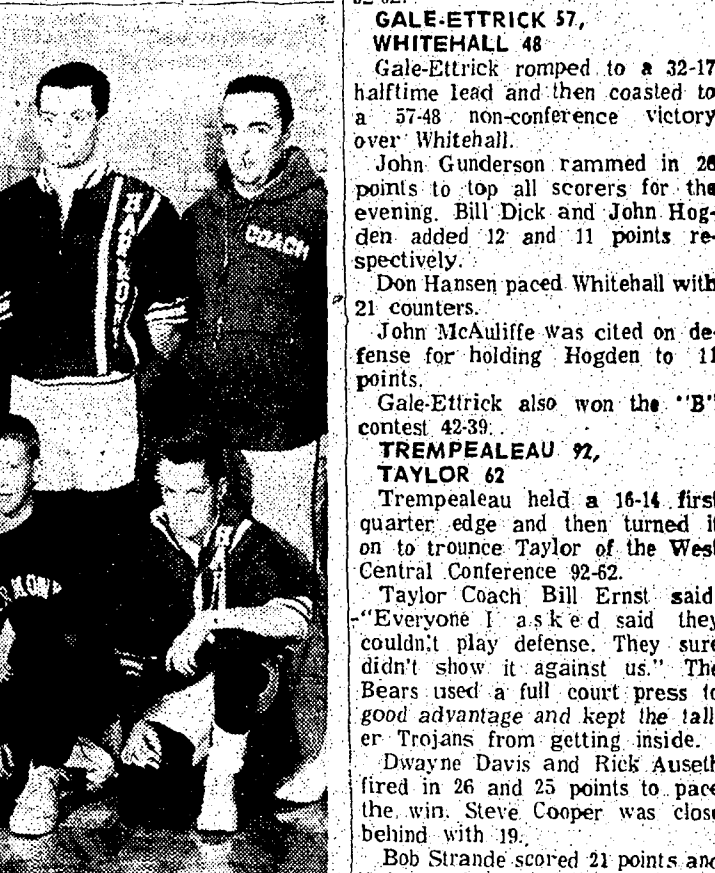 GALE-ETTRICK 57,
WHITEHALL 48
Gale-Ettrick romped to a 32-17
halftime lead and then coasted to
a 57-48 non-conference victory
over Whitehall.
John Gunderson rammed in 26
points to top all scorers for the
evening. Bill Dick and John Hog-
den added 12 and 11 points re-
spectively.
Don Hansen paced Whitehall with
21 counters.
John McAuliffe was cited on de-
fense for holding Hogden to 11
points.
Gale-Ettrick also won the "B"
contest 42-39.
TREMPEALEAU 92,
TAYLOR 62
Trempealeau held a 16-14 first
quarter edge and then turned it
on to trounce Taylor of the West
Central Conference 92-62.
Taylor Coach Bill Ernst said
"Everyone I asked said they
couldn't play defense. They sure
didn't show it against us." The
Bears used a full court press to
good advantage and kept the tall-
er Trojans from getting inside.
Dwayne Davis and Rick Auseth
fired in 26 and 25 points to pace
the win. Steve Cooper was close
behind with 19.
Bob Strande scored 21 points and
COACH